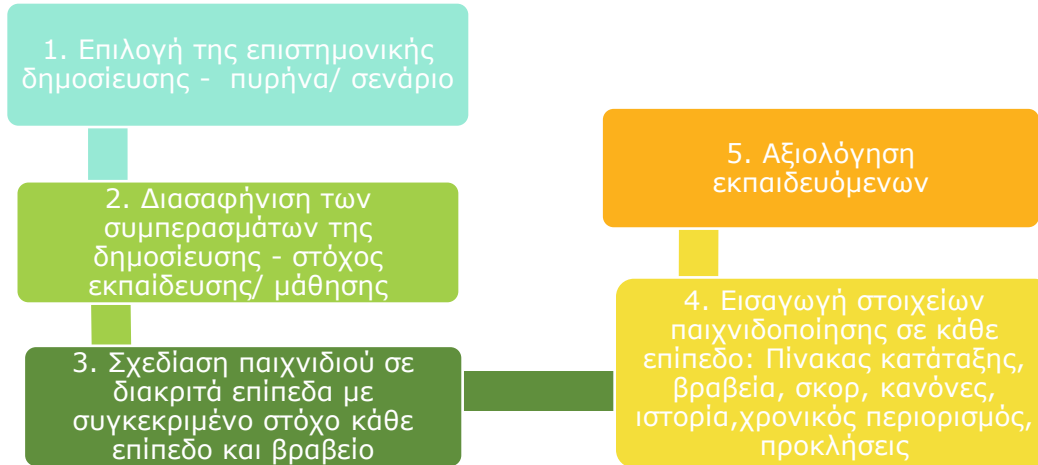 1. Επιλογή της επιστημονικής
δημοσίευσης -  πυρήνα/ σενάριο
2. Διασαφήνιση των
συμπερασμάτων της
δημοσίευσης - στόχος
εκπαίδευσης/ μάθησης
3. Σχεδίαση παιχνιδιού σε
διακριτά επίπεδα με
συγκεκριμένο στόχο κάθε
επίπεδο και βραβείο
4. Εισαγωγή στοιχείων
παιχνιδοποίησης σε κάθε
επίπεδο: Πίνακας κατάταξης,
βραβεία, σκορ, κανόνες,
ιστορία,χρονικός περιορισμός,
προκλήσεις
5. Αξιολόγηση
εκπαιδευόμενων